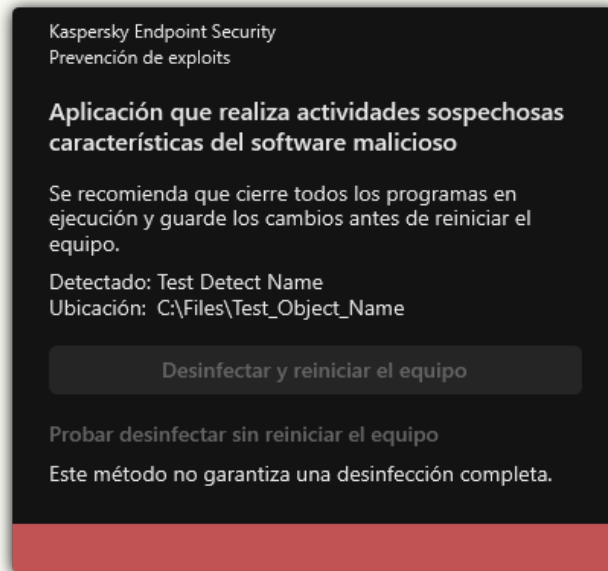 Kaspersky Endpoint Security
Prevención de exploits
Aplicación que realiza actividades sospechosas
características del software malicioso
Se recomienda que cierre todos los programas en
ejecución y guarde los cambios antes de reiniciar el
equipo.
Detectado: Test Detect Name
Ubicación: C:\Files\Test_Object_Name
Desinfectar y reiniciar el equipo
Probar desinfectar sin reiniciar el equipo
Este método no garantiza una desinfección completa.